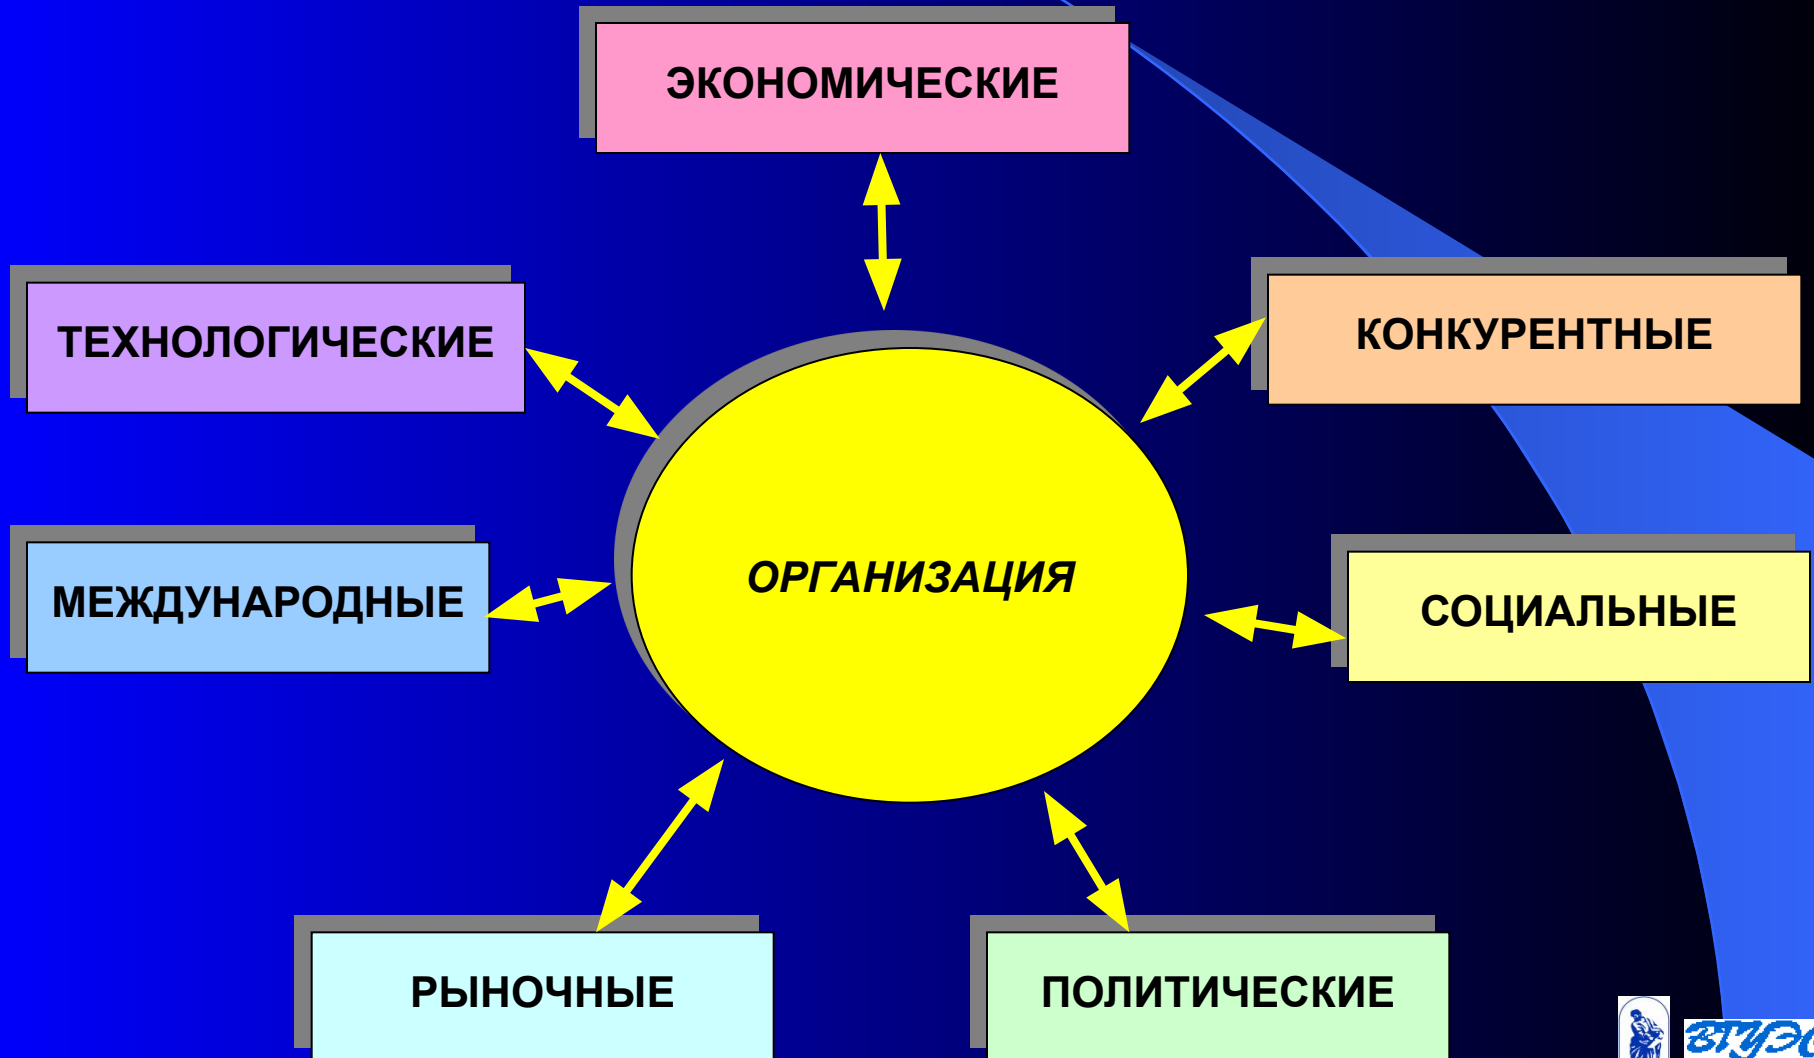 ЭКОНОМИЧЕСКИЕ
ТЕХНОЛОГИЧЕСКИЕ
КОНКУРЕНТНЫЕ
МЕЖДУНАРОДНЫЕ
ОРГАНИЗАЦИЯ
СОЦИАЛЬНЫЕ
РЫНОЧНЫЕ
ПОЛИТИЧЕСКИЕ